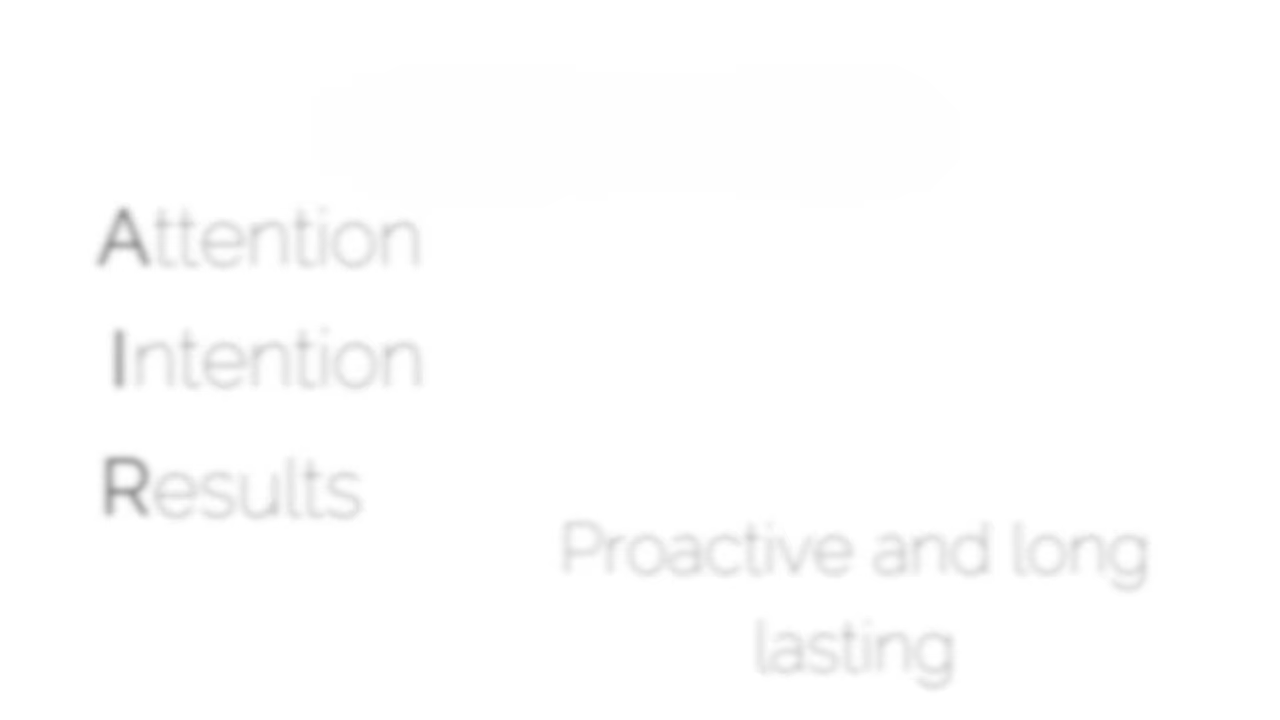 Attention
Intention
Results
Proactive and long
lasting